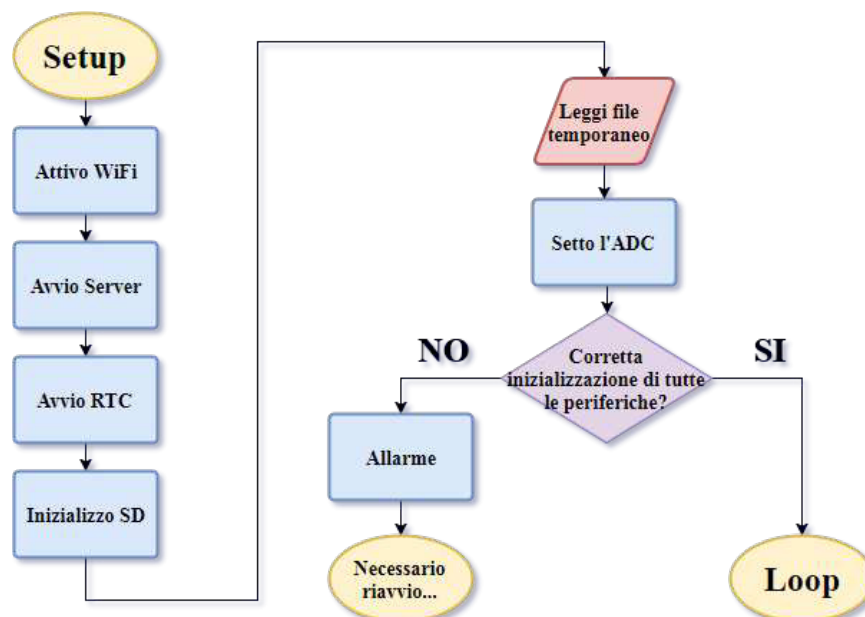 Setup
Attivo WiFi
Avvio Server
Avvio RTC
Inizializzo SD
Leggi file
temporaneo
Setto l'ADC
Corretta
inizializzazione di tutte
le periferiche?
NO
SI
Allarme
Necessario
riavvio...
Loop